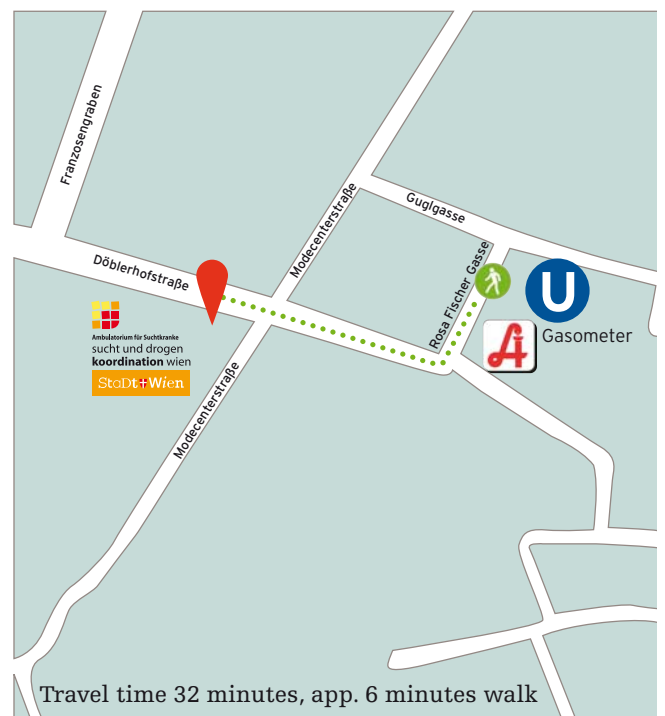 Franzosengraben
Modecenterstraße
Guglgasse
Döblerhofstraße
Rosa Fischer Gasse
U
Gasometer
A
Ambulatorium für Suchtkranke
sucht und drogen
koordination wien
StaDt Wien
Modecenterstraße
Travel time 32 minutes, app. 6 minutes walk